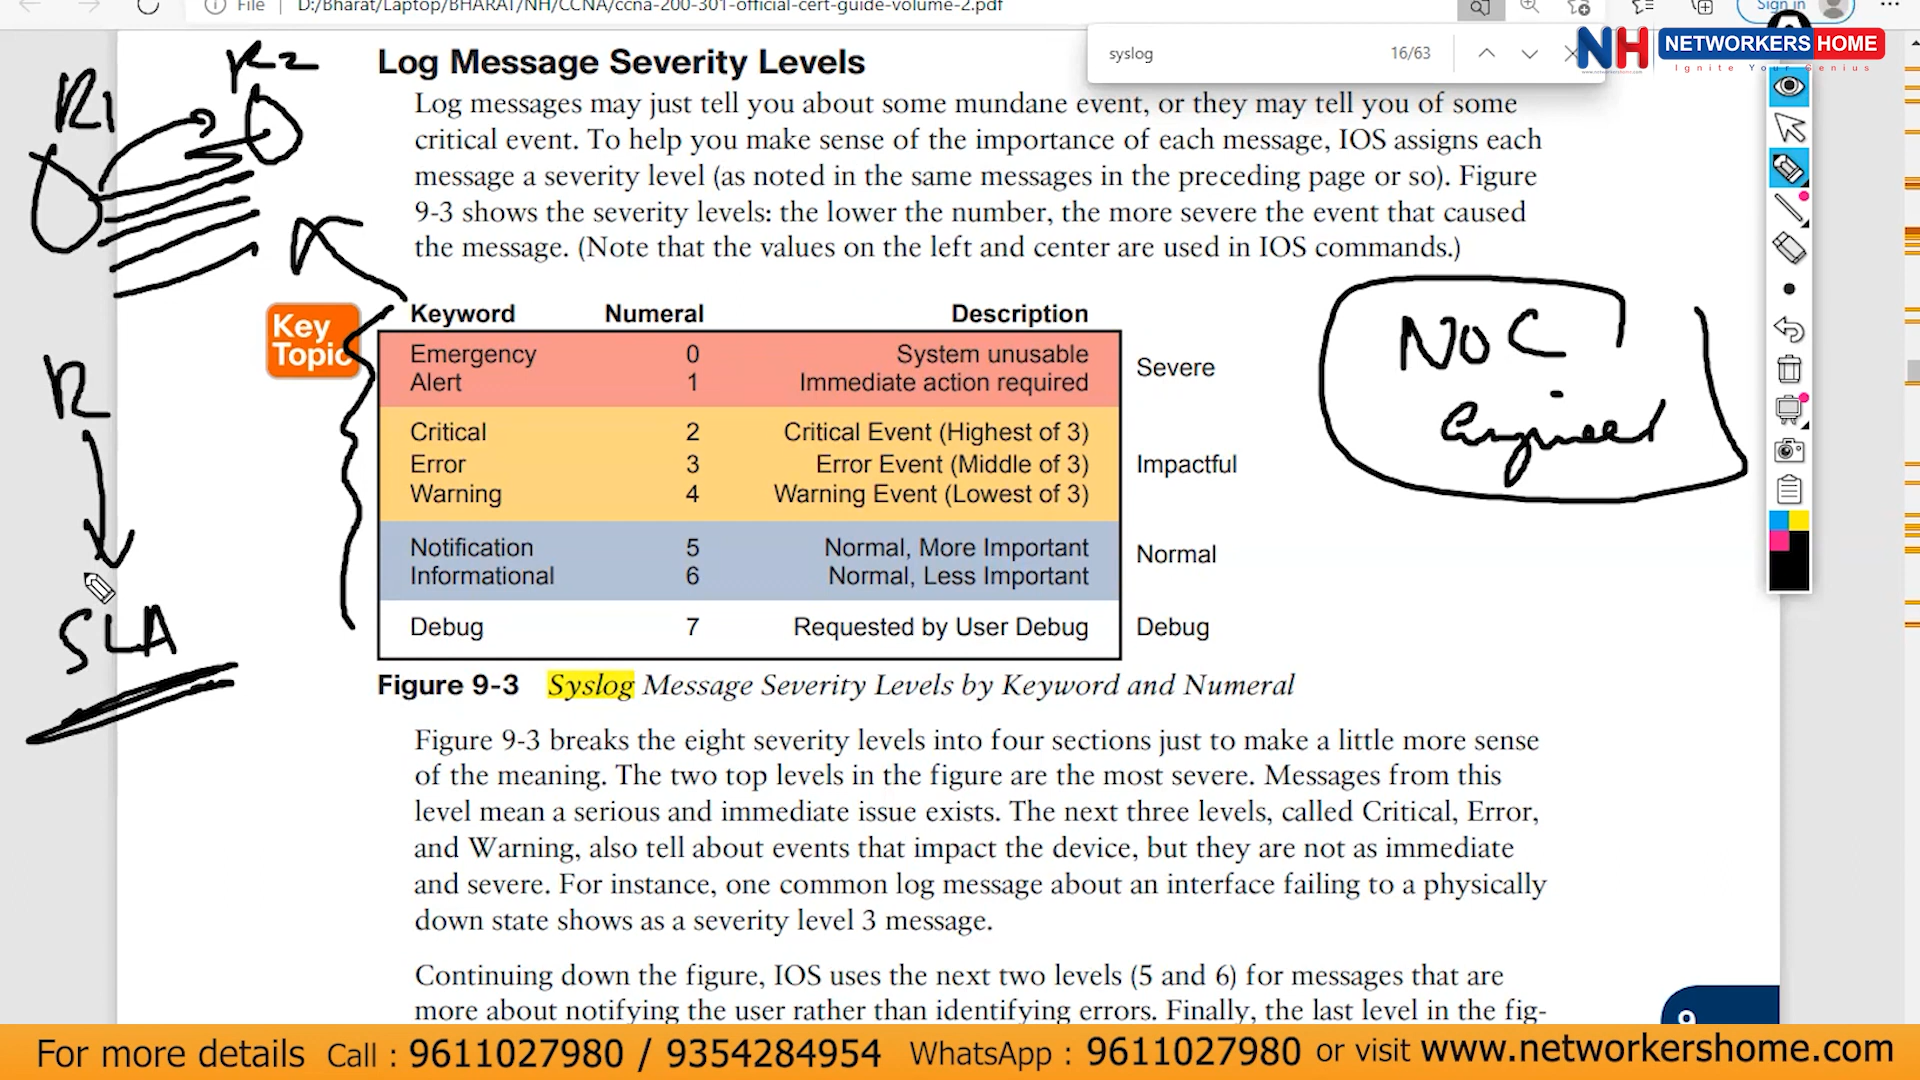 File
D:/Bharat/Laptop/BHARAT/NH/CCNA/ccna-200-301-official-cert-guide-volume-2.pdf
Sign in
syslog 16/63
NH NETWORKERS HOME
Ignite Your Genius
Log Message Severity Levels
Log messages may just tell you about some mundane event, or they may tell you of some
critical event. To help you make sense of the importance of each message, IOS assigns each
message a severity level (as noted in the same messages in the preceding page or so). Figure
9-3 shows the severity levels: the lower the number, the more severe the event that caused
the message. (Note that the values on the left and center are used in IOS commands.)
R1
R2
R
SLA
NOC
Engineer
Key
Topic
Keyword Numeral Description
Emergency 0 System unusable
Alert 1 Immediate action required
Severe
Critical 2 Critical Event (Highest of 3)
Error 3 Error Event (Middle of 3)
Impactful
Warning 4 Warning Event (Lowest of 3)
Notification 5 Normal, More Important
Normal
Informational 6 Normal, Less Important
Debug 7 Requested by User Debug Debug
Figure 9-3 Syslog Message Severity Levels by Keyword and Numeral
Figure 9-3 breaks the eight severity levels into four sections just to make a little more sense
of the meaning. The two top levels in the figure are the most severe. Messages from this
level mean a serious and immediate issue exists. The next three levels, called Critical, Error,
and Warning, also tell about events that impact the device, but they are not as immediate
and severe. For instance, one common log message about an interface failing to a physically
down state shows as a severity level 3 message.
Continuing down the figure, IOS uses the next two levels (5 and 6) for messages that are
more about notifying the user rather than identifying errors. Finally, the last level in the fig-
9
For more details Call : 9611027980 / 9354284954 WhatsApp : 9611027980 or visit www.networkershome.com